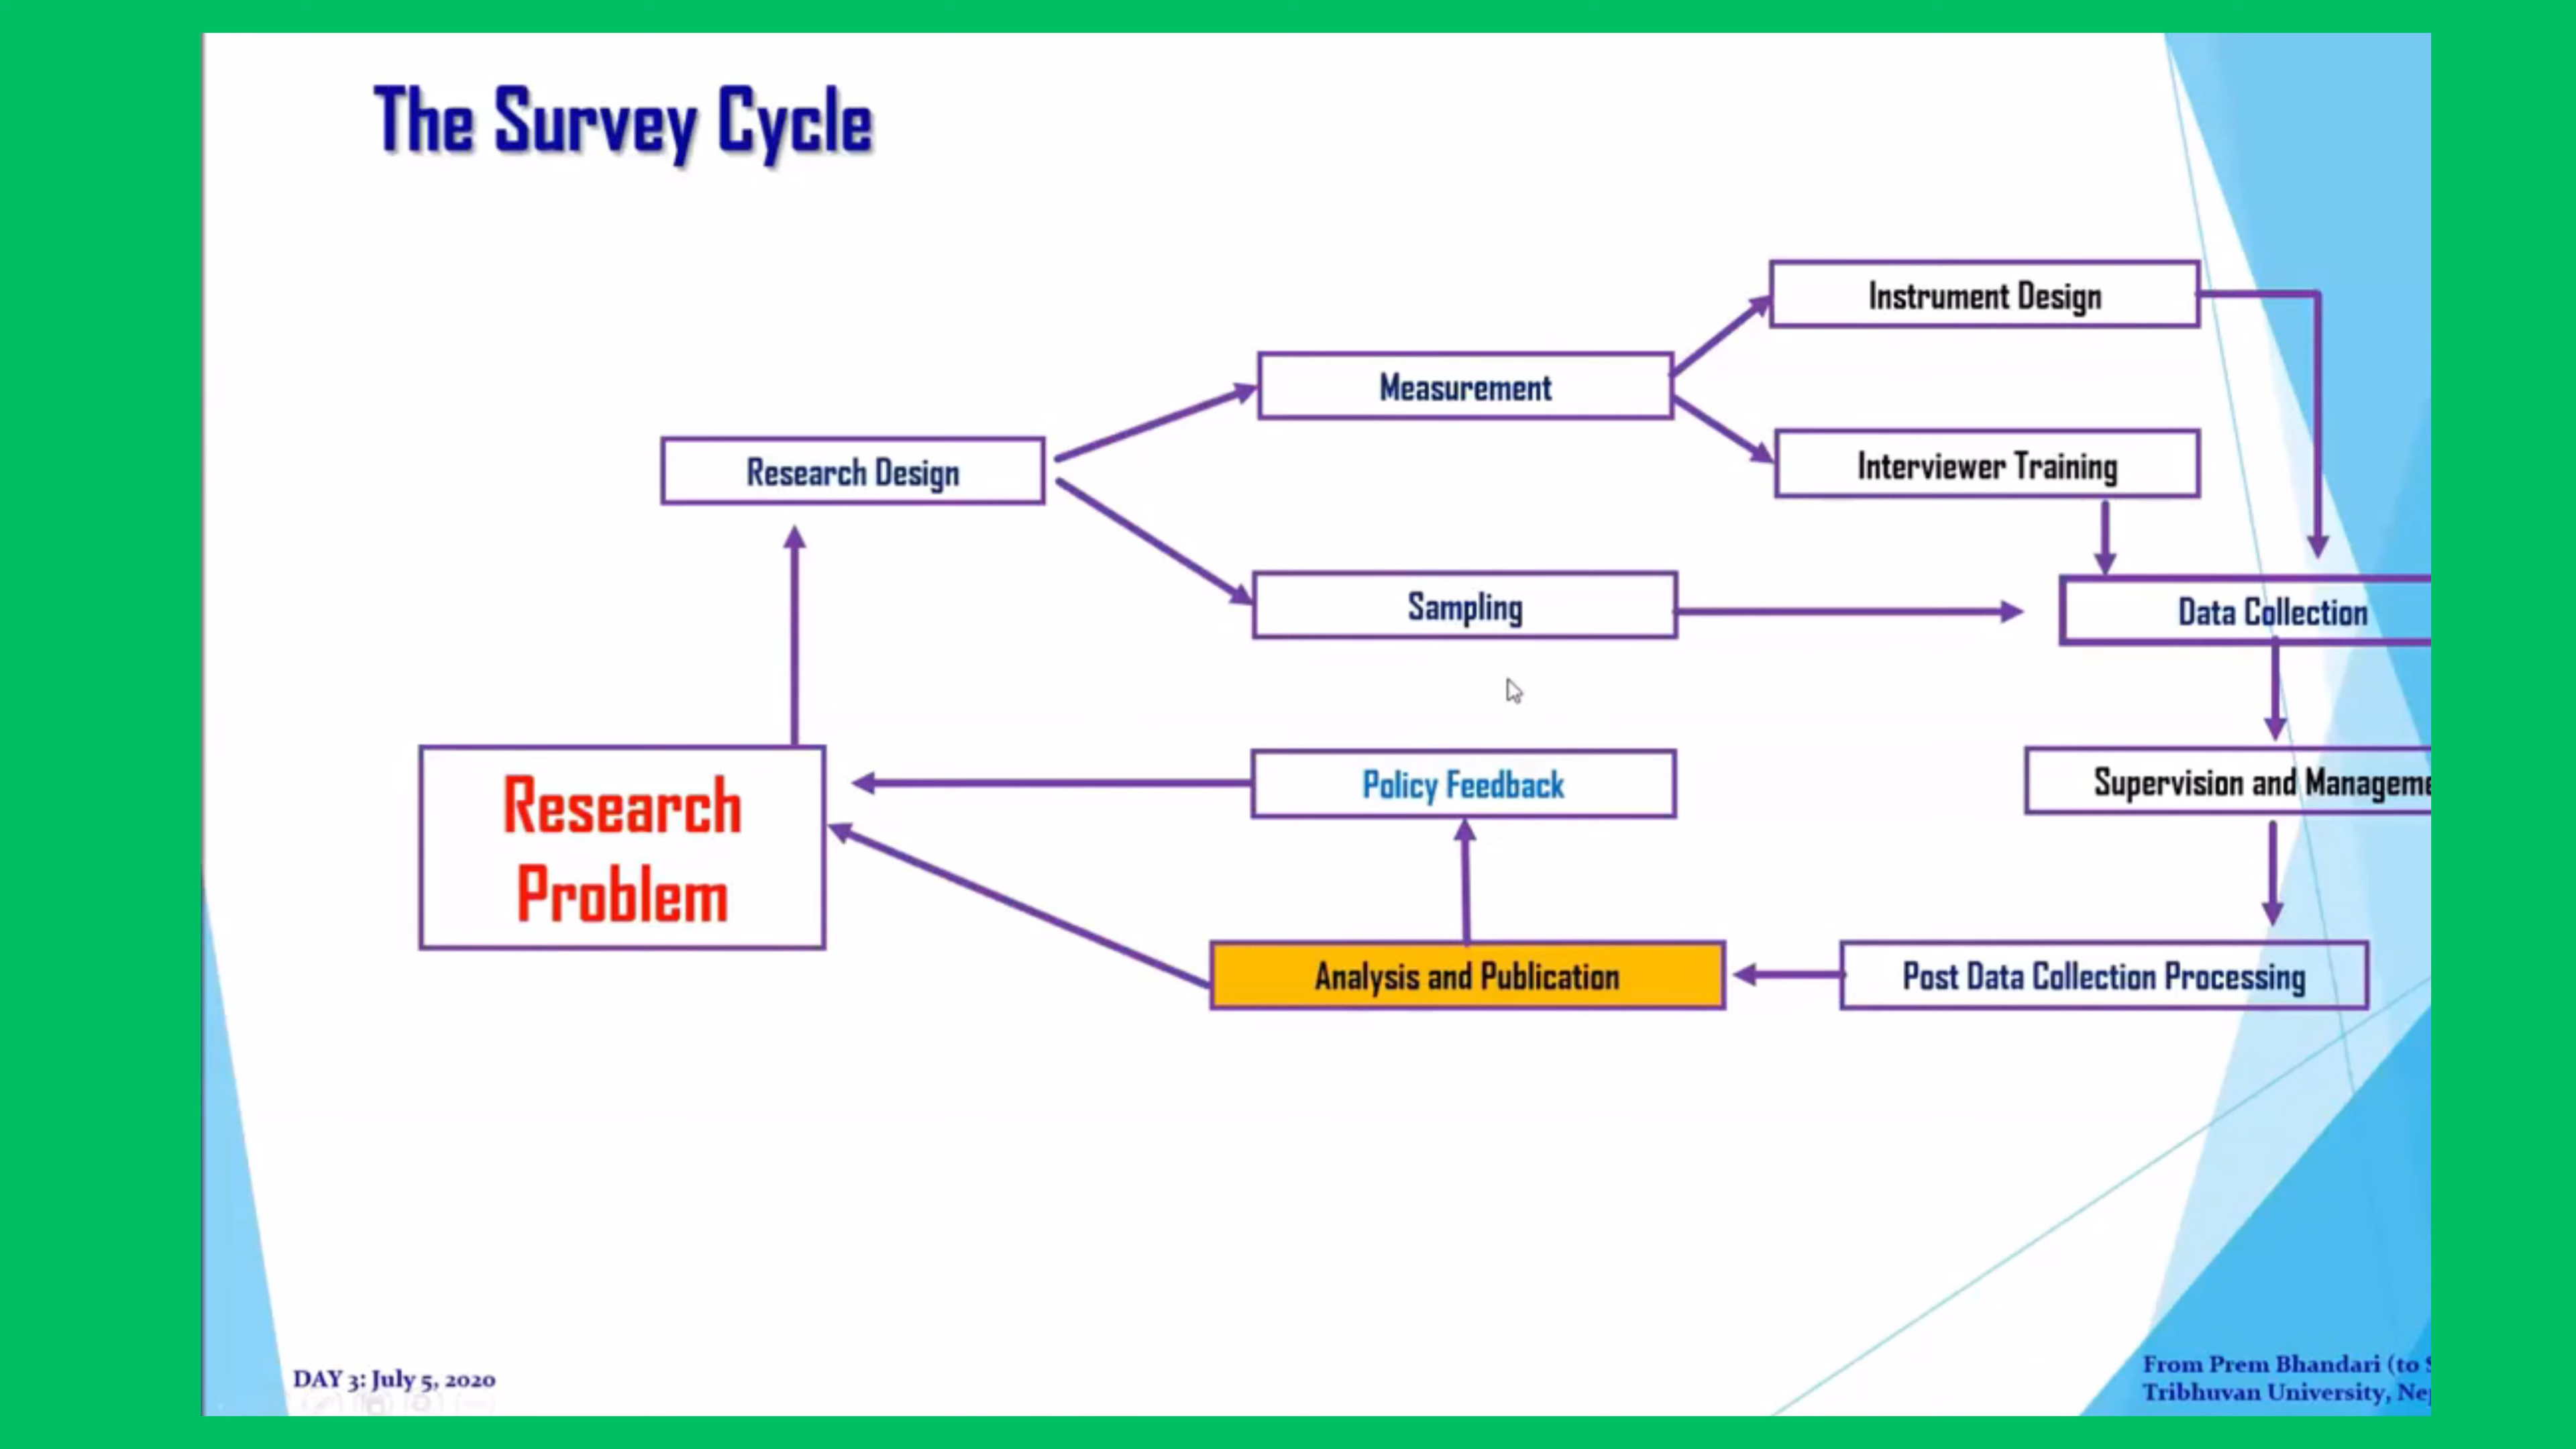 The Survey Cycle
Instrument Design
Measurement
Interviewer Training
Research Design
Sampling
Data Collection
Policy Feedback
Supervision and Manageme
Research
Problem
Analysis and Publication
Post Data Collection Processing
DAY 3: July 5, 2020
From Prem Bhandari (to
Tribhuvan University,